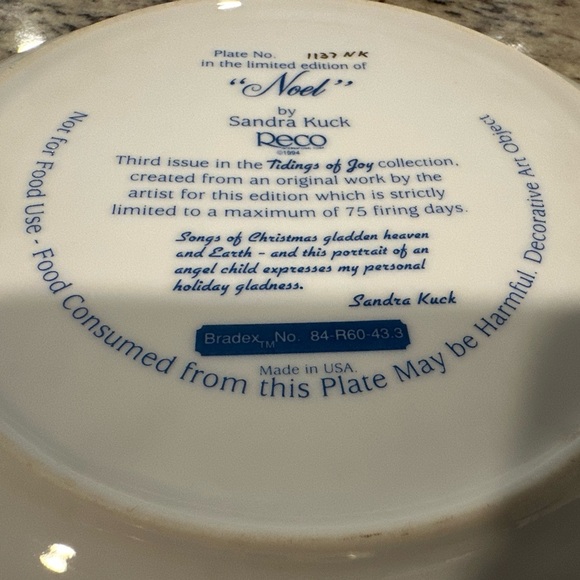 Plate No. 1137 NK
in the limited edition of
“Noel”
by
Sandra Kuck
Reco
©1994
Third issue in the Tidings of Joy collection,
created from an original work by the
artist for this edition which is strictly
limited to a maximum of 75 firing days.
Songs of Christmas gladden heaven
and Earth - and this portrait of an
angel child expresses my personal
holiday gladness.
Sandra Kuck
Bradex TM No. 84-R60-43.3
Made in USA.
Not for Food Use - Food Consumed from this Plate May be Harmful. Decorative Art Object